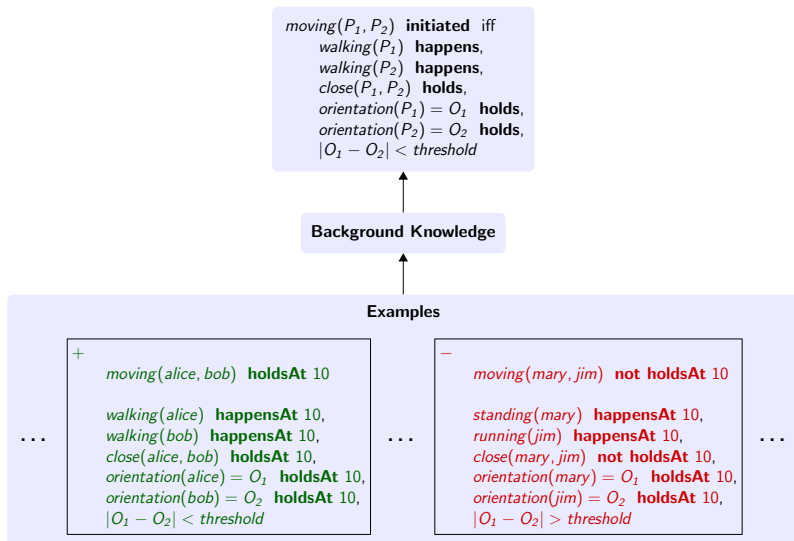 moving(P₁, P₂) initiated iff
walking(P₁) happens,
walking(P₂) happens,
close(P₁, P₂) holds,
orientation(P₁) = O₁ holds,
orientation(P₂) = O₂ holds,
|O₁ − O₂| < threshold
Background Knowledge
Examples
+
moving(alice, bob) holdsAt 10
walking(alice) happensAt 10,
walking(bob) happensAt 10,
close(alice, bob) holdsAt 10,
orientation(alice) = O₁ holdsAt 10,
orientation(bob) = O₂ holdsAt 10,
|O₁ − O₂| < threshold
−
moving(mary, jim) not holdsAt 10
standing(mary) happensAt 10,
running(jim) happensAt 10,
close(mary, jim) not holdsAt 10,
orientation(mary) = O₁ holdsAt 10,
orientation(jim) = O₂ holdsAt 10,
|O₁ − O₂| > threshold
... ... ...